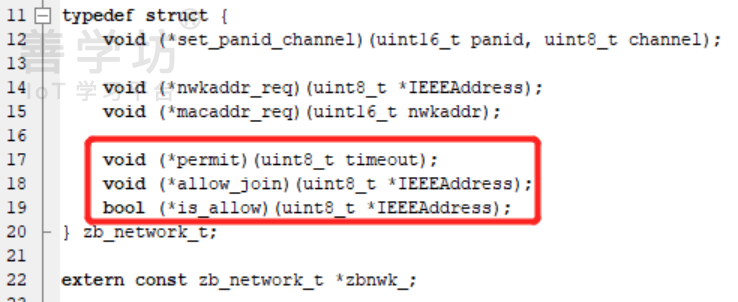 11 typedef struct {
12 void (*set_panid_channel)(uint16_t panid, uint8_t channel);
13
14 void (*nwkaddr_req)(uint8_t *IEEEAddress);
15 void (*macaddr_req)(uint16_t nwkaddr);
16
17 void (*permit)(uint8_t timeout);
18 void (*allow_join)(uint8_t *IEEEAddress);
19 bool (*is_allow)(uint8_t *IEEEAddress);
20 } zb_network_t;
21
22 extern const zb_network_t *zbnwk_;
善学坊®
IoT 学习平台